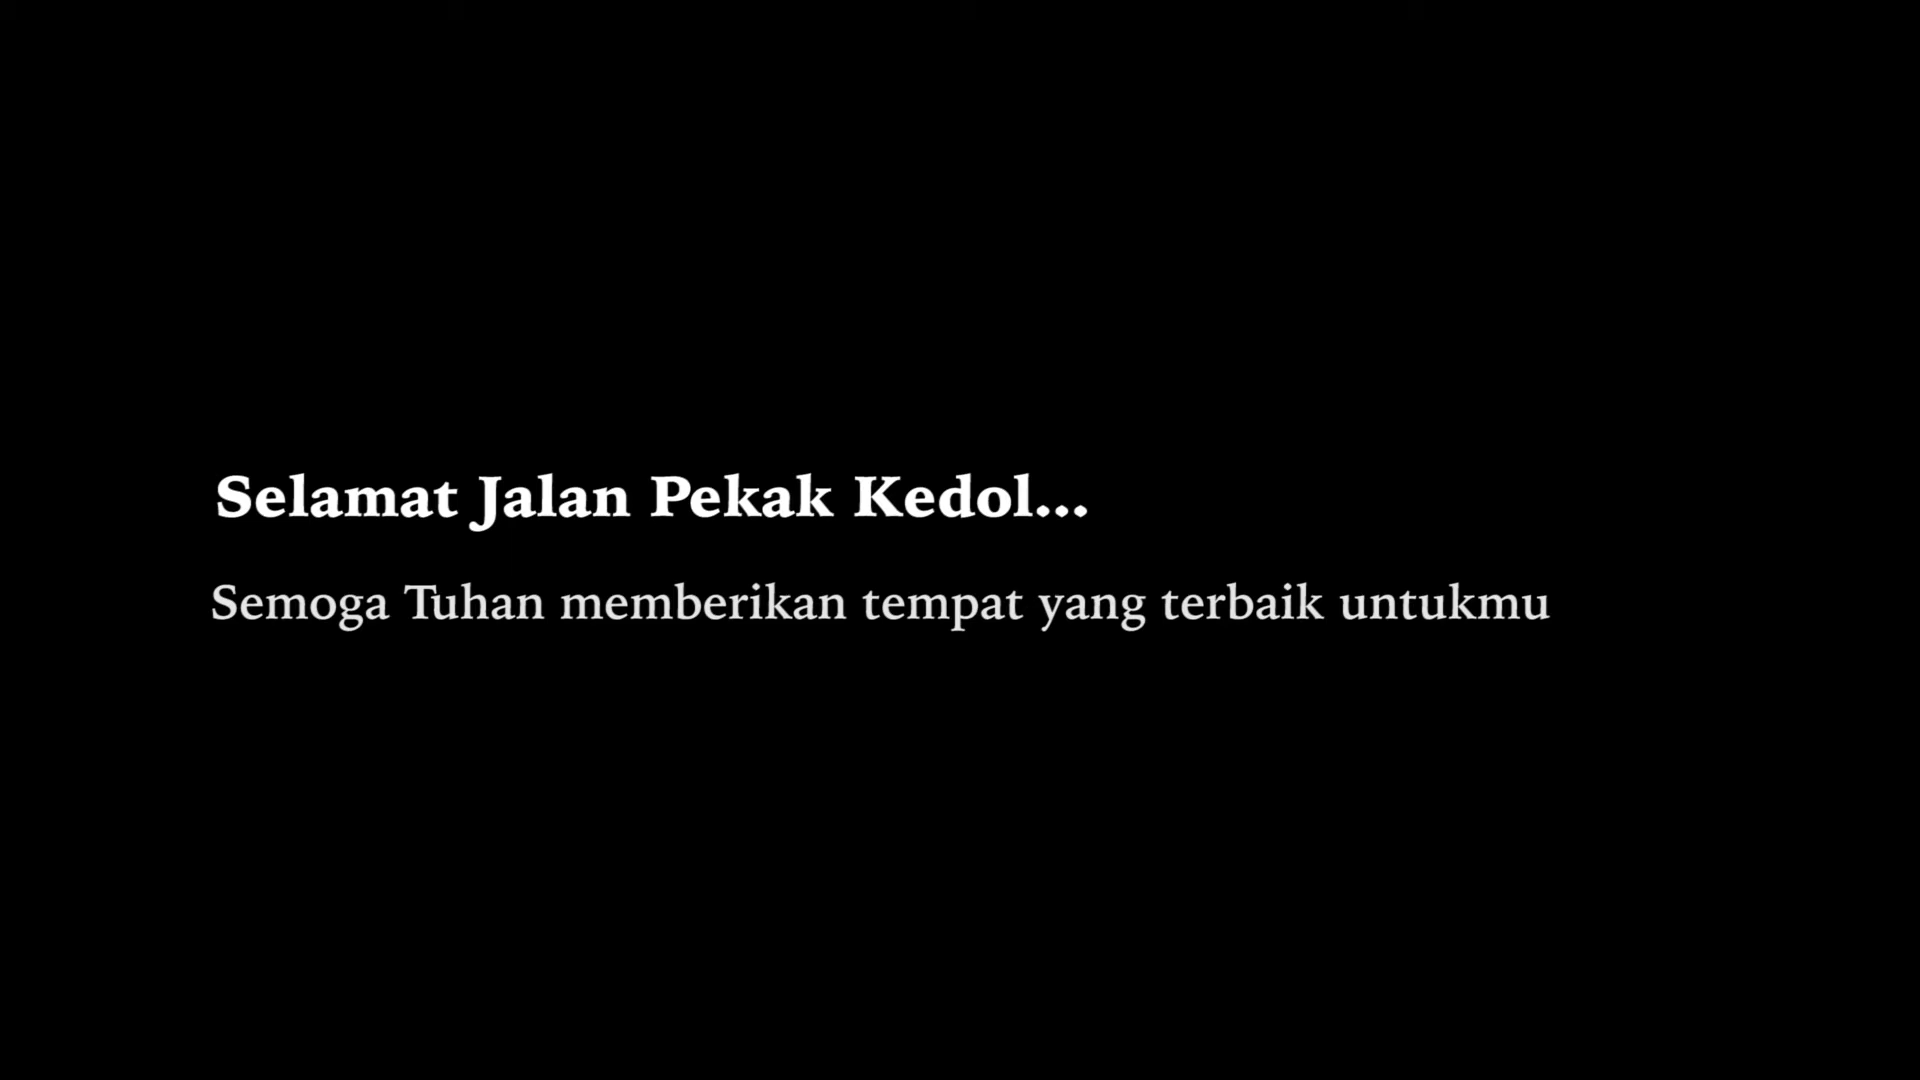 Selamat Jalan Pekak Kedol...
Semoga Tuhan memberikan tempat yang terbaik untukmu